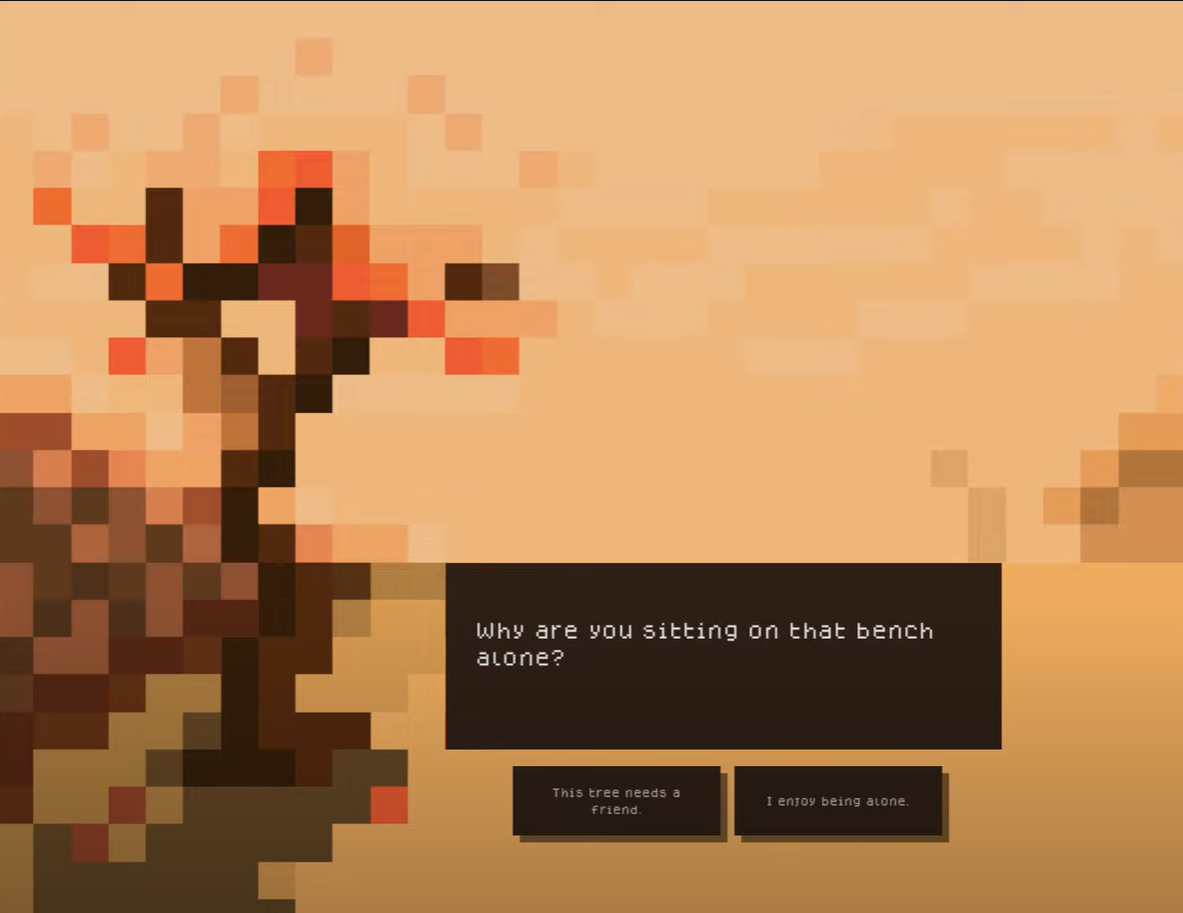 Why are you sitting on that bench
alone?
This tree needs a
friend.
I enjoy being alone.